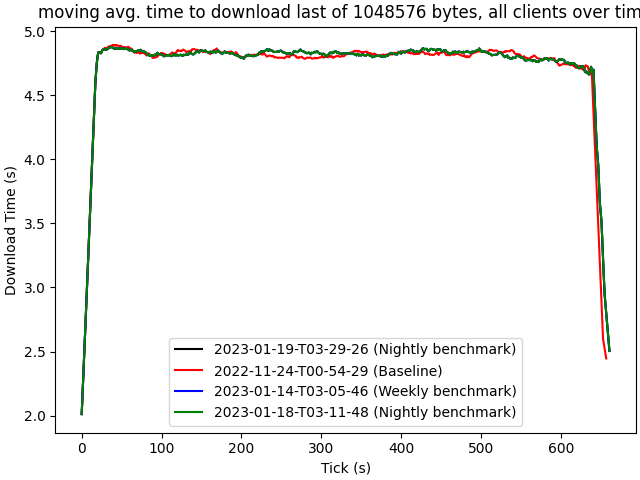 moving avg. time to download last of 1048576 bytes, all clients over tim
5.0
4.5
4.0
3.5
3.0
2.5
2.0
Download Time (s)
2023-01-19-T03-29-26 (Nightly benchmark)
2022-11-24-T00-54-29 (Baseline)
2023-01-14-T03-05-46 (Weekly benchmark)
2023-01-18-T03-11-48 (Nightly benchmark)
0 100 200 300 400 500 600
Tick (s)